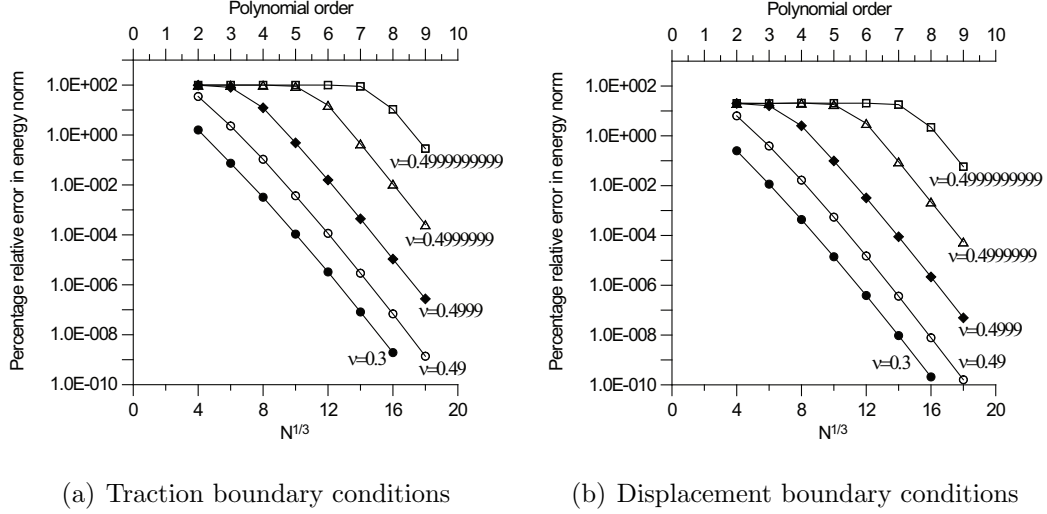 Polynomial order
0 1 2 3 4 5 6 7 8 9 10
Percentage relative error in energy norm
1.0E+002
1.0E+000
1.0E-002
1.0E-004
1.0E-006
1.0E-008
1.0E-010
ν=0.4999999999
ν=0.4999999
ν=0.4999
ν=0.49
ν=0.3
0 4 8 12 16 20
N^{1/3}
(a) Traction boundary conditions
Polynomial order
0 1 2 3 4 5 6 7 8 9 10
Percentage relative error in energy norm
1.0E+002
1.0E+000
1.0E-002
1.0E-004
1.0E-006
1.0E-008
1.0E-010
ν=0.4999999999
ν=0.4999999
ν=0.4999
ν=0.49
ν=0.3
0 4 8 12 16 20
N^{1/3}
(b) Displacement boundary conditions